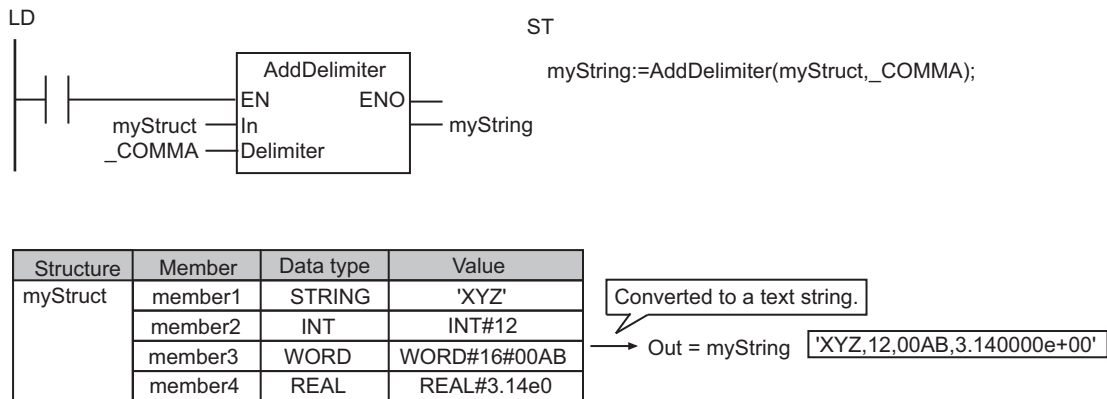 LD
ST
AddDelimiter
myString:=AddDelimiter(myStruct,_COMMA);
EN ENO
myStruct In myString
_COMMA Delimiter
Structure Member Data type Value
myStruct member1 STRING 'XYZ'
member2 INT INT#12
member3 WORD WORD#16#00AB
member4 REAL REAL#3.14e0
Converted to a text string.
Out = myString 'XYZ,12,00AB,3.140000e+00'